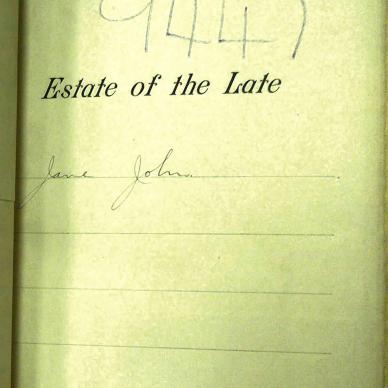 9447
Estate of the Late
Jane John.